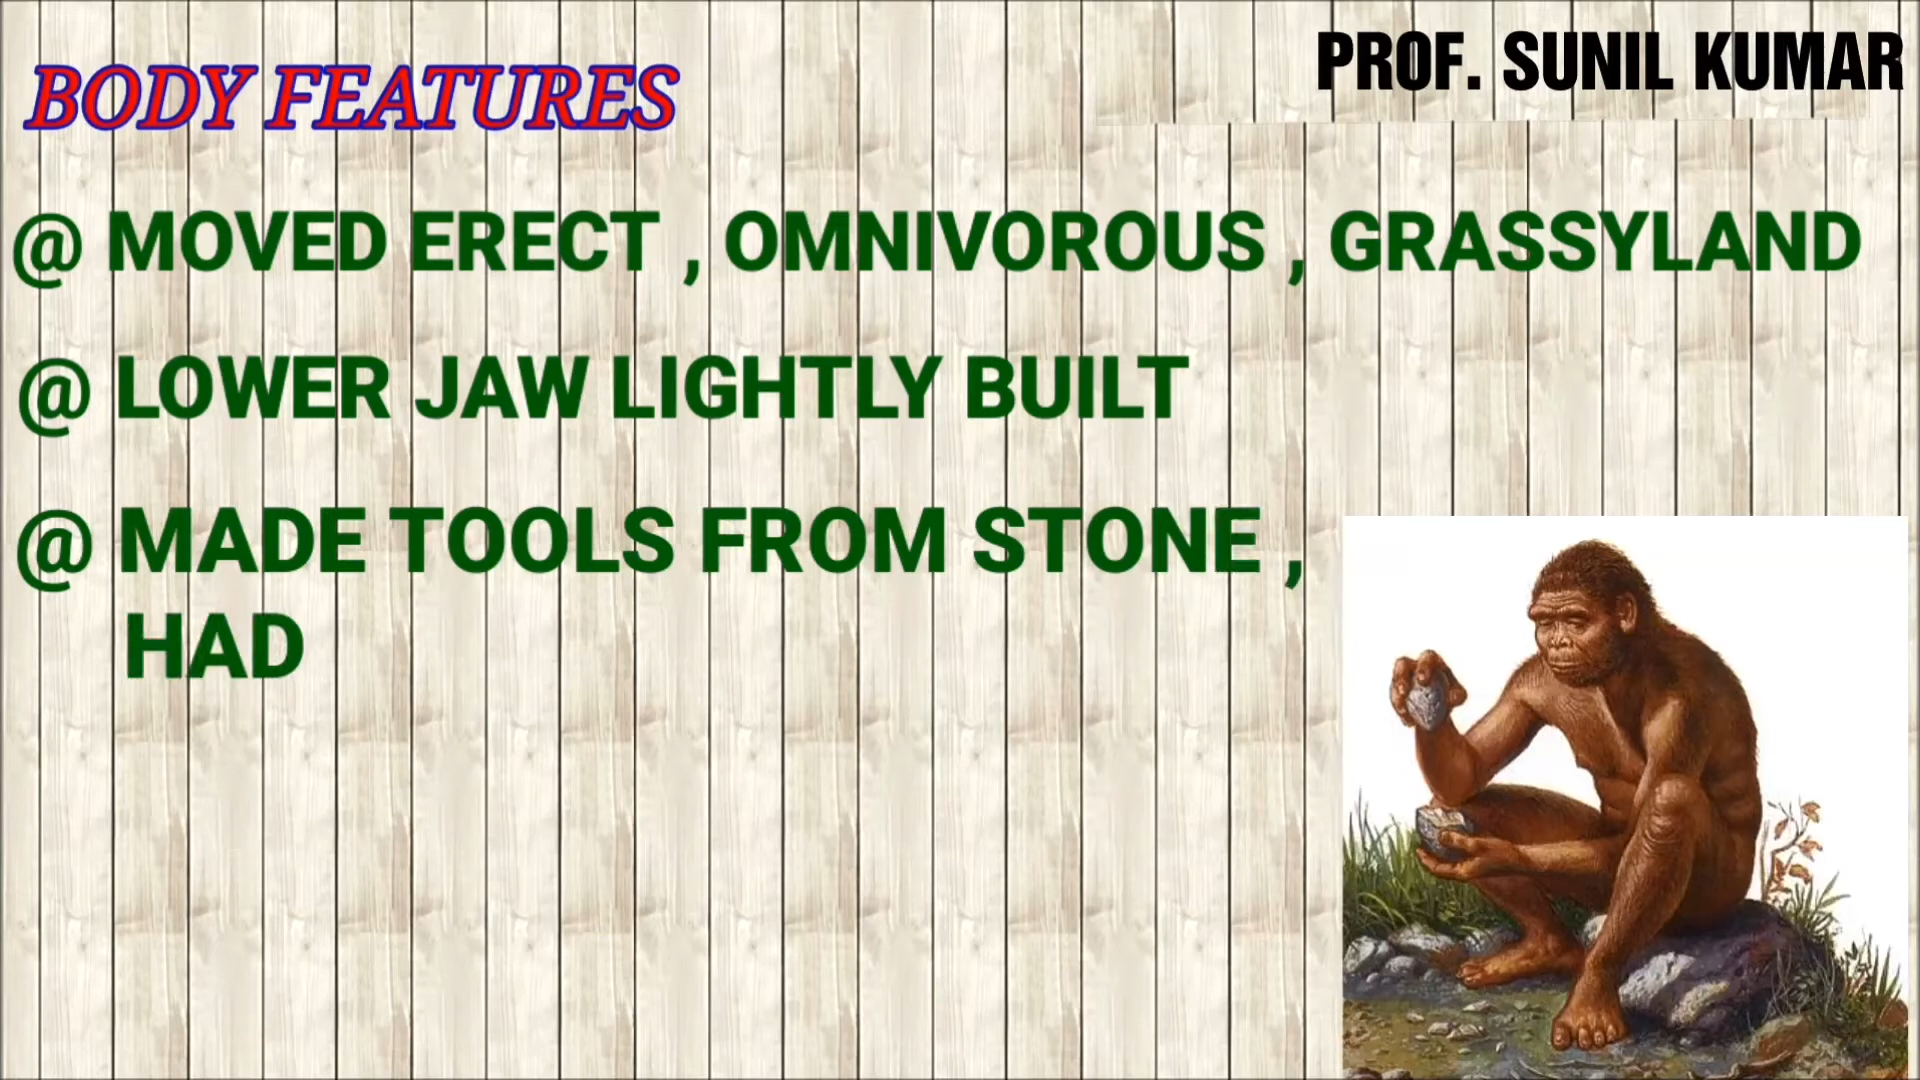 PROF. SUNIL KUMAR
BODY FEATURES
@ MOVED ERECT , OMNIVOROUS , GRASSYLAND
@ LOWER JAW LIGHTLY BUILT
@ MADE TOOLS FROM STONE ,
HAD